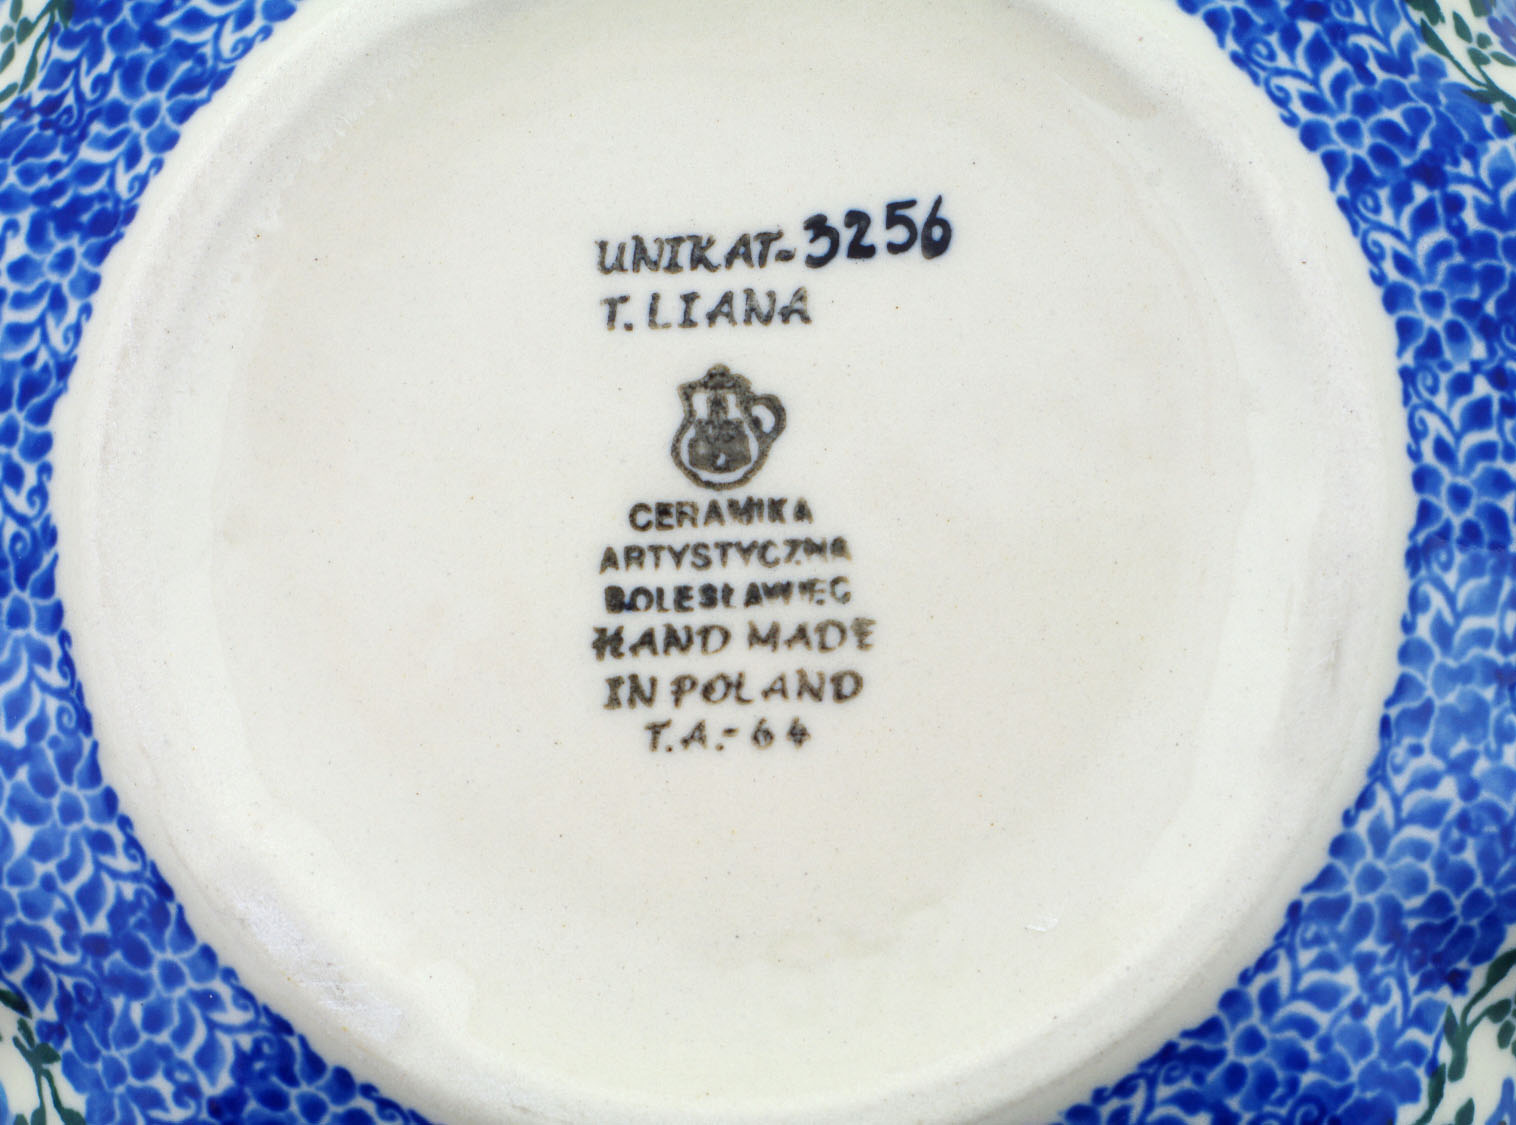 UNIKAT-3256
T. LIANA
CERAMIKA
ARTYSTYCZNA
BOLESŁAWIEC
HAND MADE
IN POLAND
T.A.-64